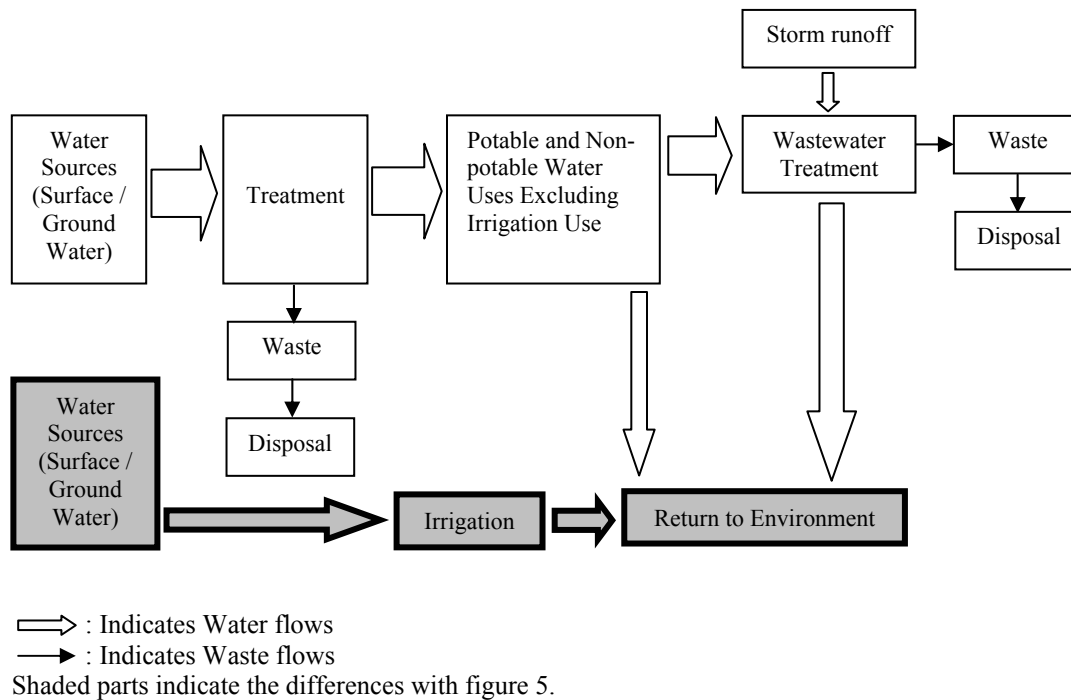 Storm runoff
Water
Sources
(Surface /
Ground
Water)
Treatment
Potable and Non-
potable Water
Uses Excluding
Irrigation Use
Wastewater
Treatment
Waste
Disposal
Waste
Disposal
Water
Sources
(Surface /
Ground
Water)
Irrigation
Return to Environment
: Indicates Water flows
: Indicates Waste flows
Shaded parts indicate the differences with figure 5.